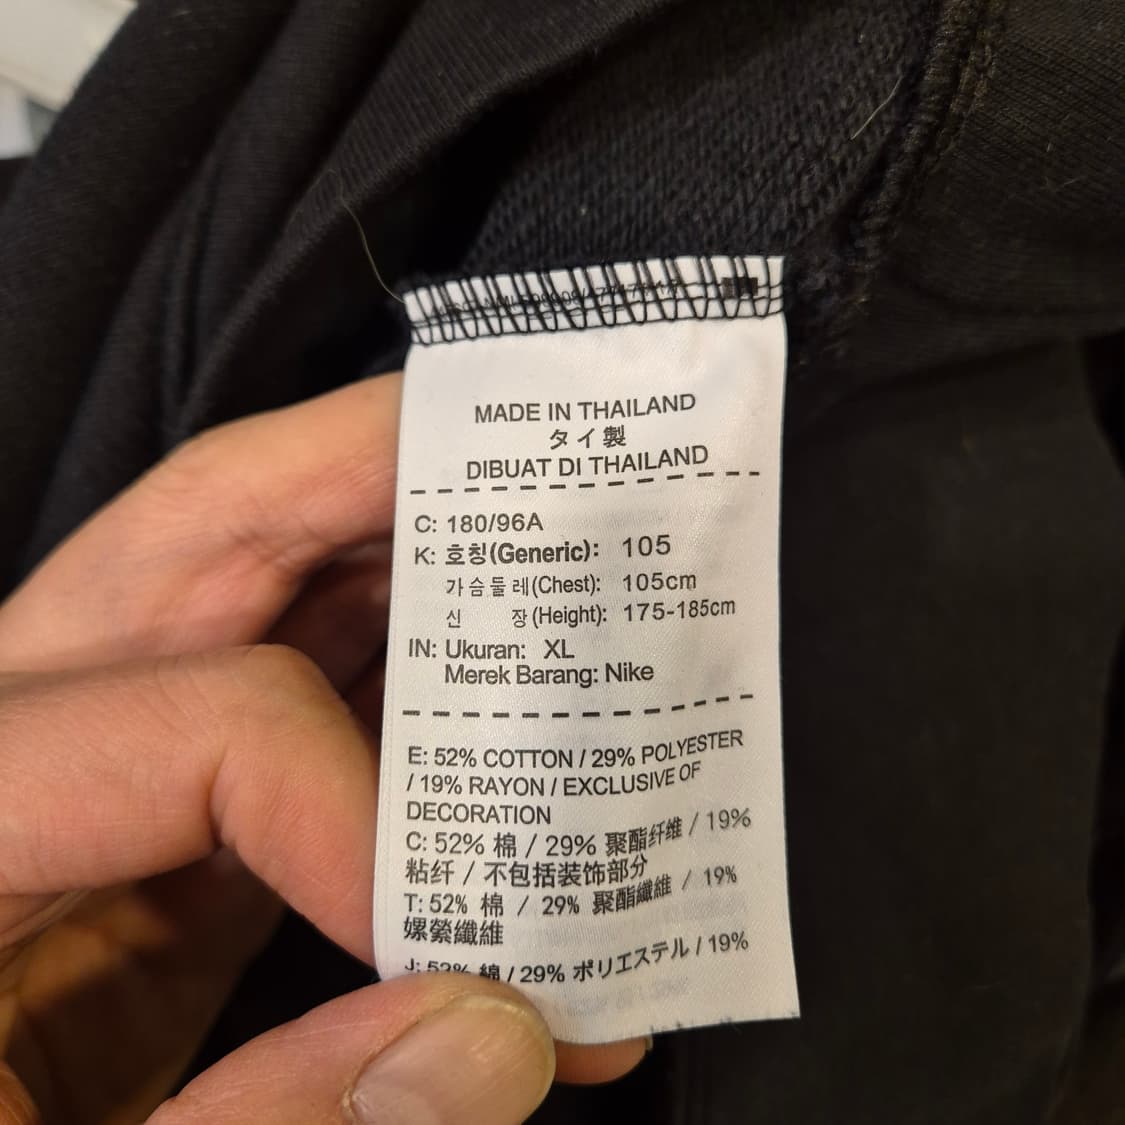 MADE IN THAILAND
タイ製
DIBUAT DI THAILAND
C: 180/96A
K: 호칭(Generic): 105
가슴둘레(Chest): 105cm
신 장(Height): 175-185cm
IN: Ukuran: XL
Merek Barang: Nike
E: 52% COTTON / 29% POLYESTER
/ 19% RAYON / EXCLUSIVE OF
DECORATION
C: 52% 棉 / 29% 聚酯纤维 / 19%
粘纤 / 不包括装饰部分
T: 52% 棉 / 29% 聚酯纖維 / 19%
嫘縈纖維
J: 52% 綿 / 29% ポリエステル / 19%